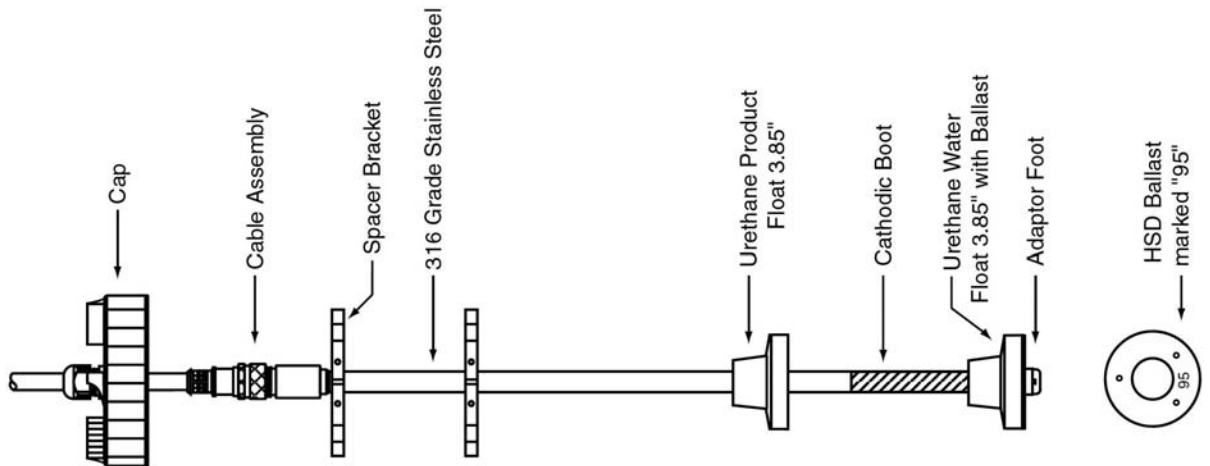 Cap
Cable Assembly
Spacer Bracket
316 Grade Stainless Steel
Urethane Product
Float 3.85"
Cathodic Boot
Urethane Water
Float 3.85" with Ballast
Adaptor Foot
HSD Ballast
marked "95"
95